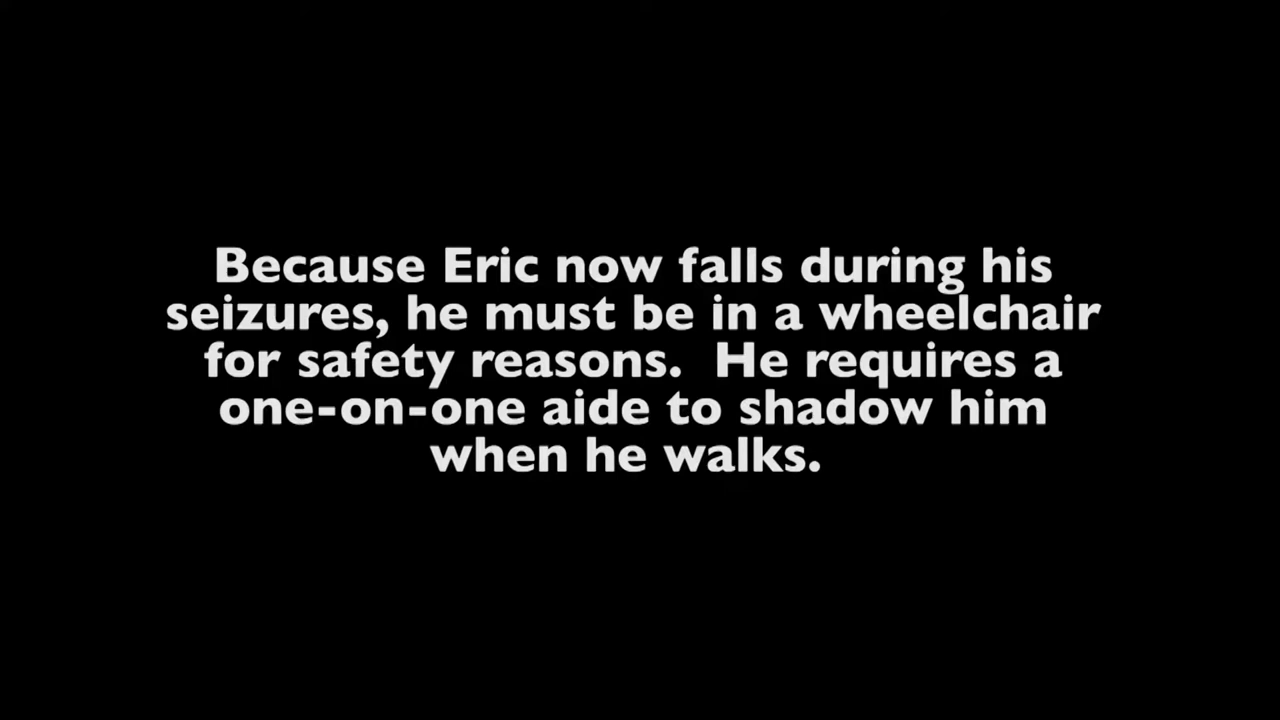 Because Eric now falls during his
seizures, he must be in a wheelchair
for safety reasons.  He requires a
one-on-one aide to shadow him
when he walks.